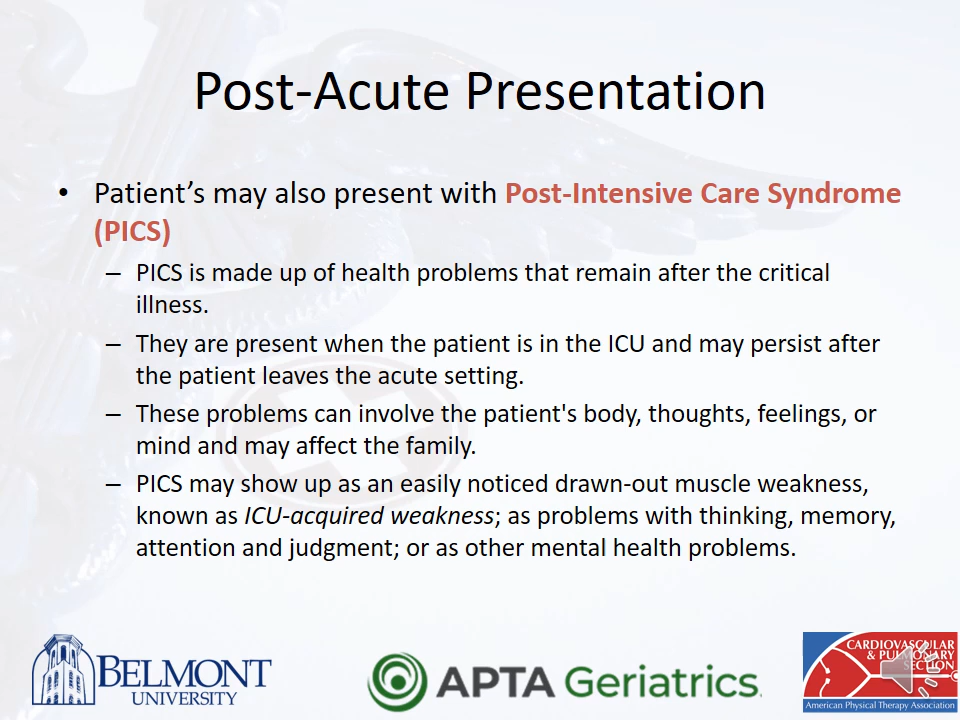 Post-Acute Presentation
• Patient’s may also present with Post-Intensive Care Syndrome
(PICS)
– PICS is made up of health problems that remain after the critical
illness.
– They are present when the patient is in the ICU and may persist after
the patient leaves the acute setting.
– These problems can involve the patient's body, thoughts, feelings, or
mind and may affect the family.
– PICS may show up as an easily noticed drawn-out muscle weakness,
known as ICU-acquired weakness; as problems with thinking, memory,
attention and judgment; or as other mental health problems.
BELMONT
UNIVERSITY
APTA Geriatrics
CARDIOVASCULAR
& PULMONARY
SECTION
American Physical Therapy Association